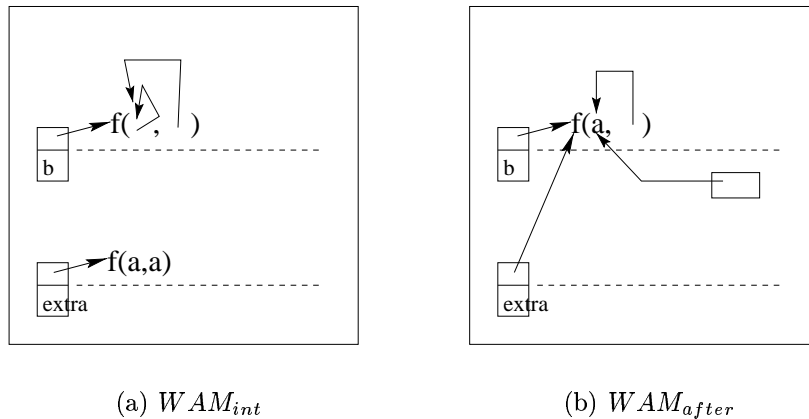 f( , )
b
f(a,a)
extra
f(a, )
b
extra
(a) WAM_int
(b) WAM_after